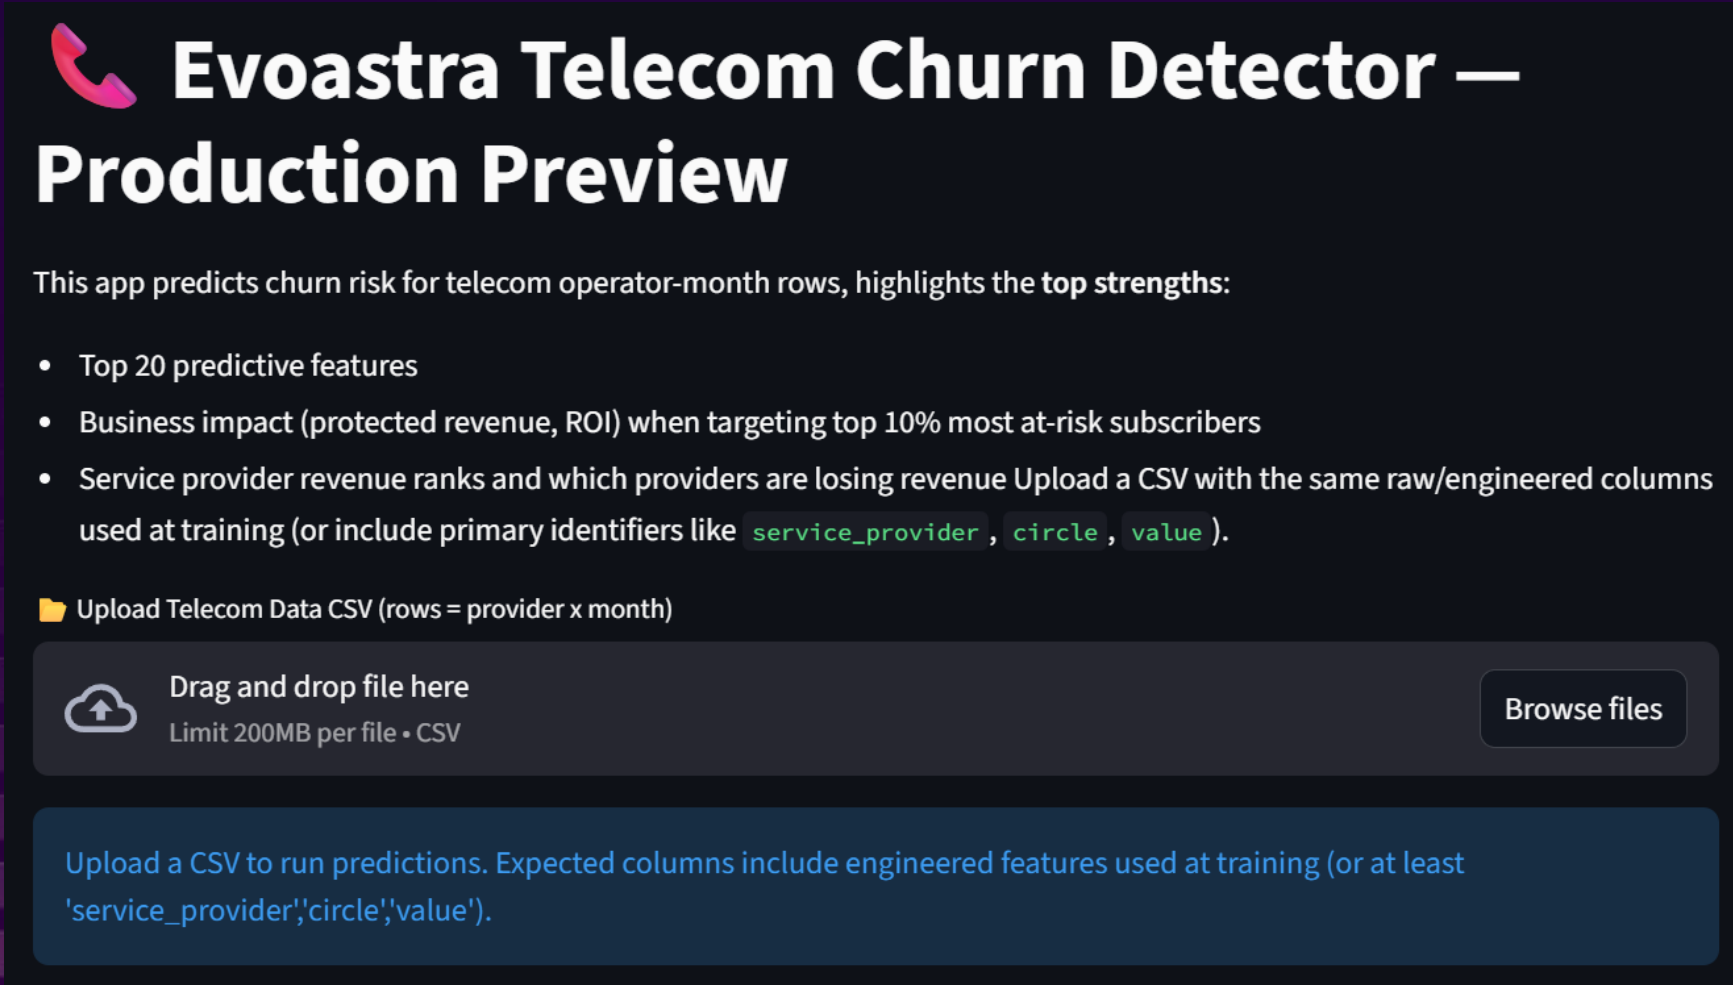 📞 Evoastra Telecom Churn Detector —
Production Preview
This app predicts churn risk for telecom operator-month rows, highlights the top strengths:
• Top 20 predictive features
• Business impact (protected revenue, ROI) when targeting top 10% most at-risk subscribers
• Service provider revenue ranks and which providers are losing revenue Upload a CSV with the same raw/engineered columns
used at training (or include primary identifiers like service_provider , circle , value ).
📂 Upload Telecom Data CSV (rows = provider x month)
Drag and drop file here
Limit 200MB per file • CSV
Browse files
Upload a CSV to run predictions. Expected columns include engineered features used at training (or at least
'service_provider','circle','value').